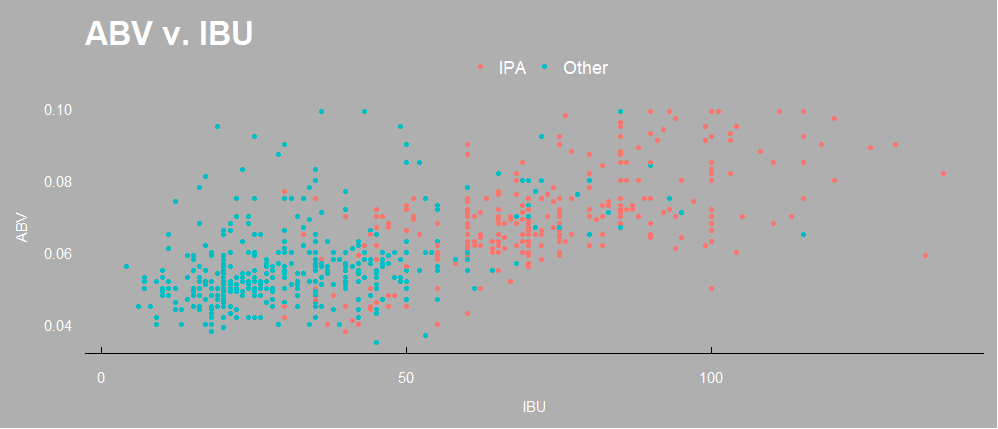 ABV v. IBU
IPA Other
0.10
0.08
0.06
0.04
ABV
0 50 100
IBU